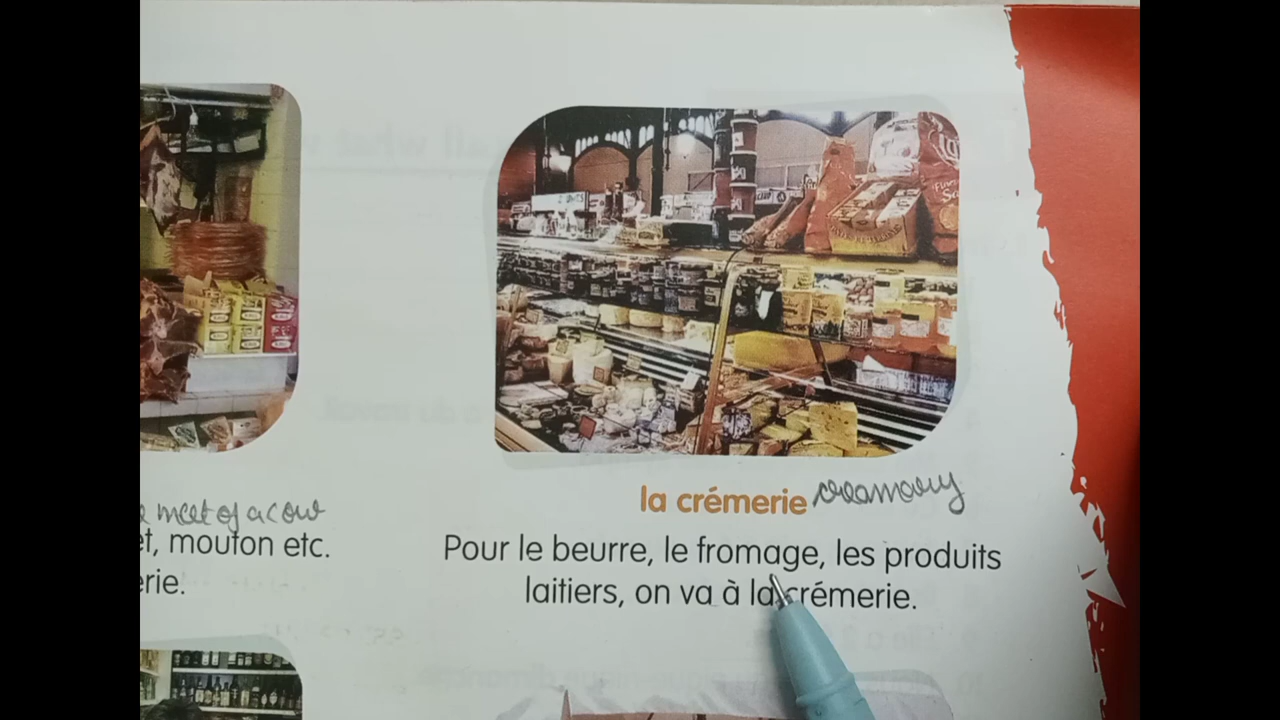 la crémerie creamory
Pour le beurre, le fromage, les produits
laitiers, on va à la crémerie.
meet of a cow
et, mouton etc.
erie.